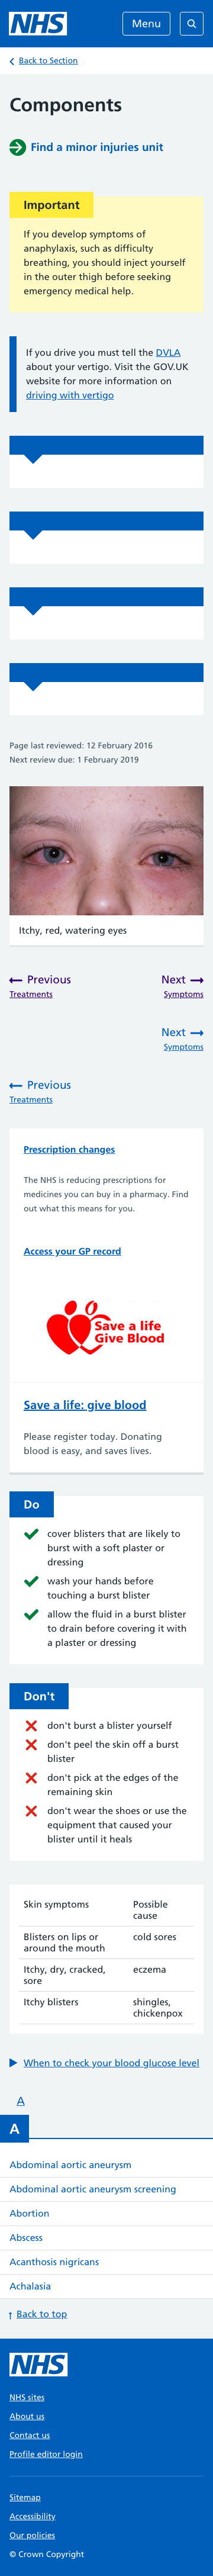 NHS
Menu
Back to Section
Components
Find a minor injuries unit
Important
If you develop symptoms of
anaphylaxis, such as difficulty
breathing, you should inject yourself
in the outer thigh before seeking
emergency medical help.
If you drive you must tell the DVLA
about your vertigo. Visit the GOV.UK
website for more information on
driving with vertigo
Page last reviewed: 12 February 2016
Next review due: 1 February 2019
Itchy, red, watering eyes
Previous
Treatments
Next
Symptoms
Next
Symptoms
Previous
Treatments
Prescription changes
The NHS is reducing prescriptions for
medicines you can buy in a pharmacy. Find
out what this means for you.
Access your GP record
Save a life
Give Blood
Save a life: give blood
Please register today. Donating
blood is easy, and saves lives.
Do
cover blisters that are likely to
burst with a soft plaster or
dressing
wash your hands before
touching a burst blister
allow the fluid in a burst blister
to drain before covering it with
a plaster or dressing
Don't
don't burst a blister yourself
don't peel the skin off a burst
blister
don't pick at the edges of the
remaining skin
don't wear the shoes or use the
equipment that caused your
blister until it heals
Skin symptoms
Possible
cause
Blisters on lips or
around the mouth
cold sores
Itchy, dry, cracked,
sore
eczema
Itchy blisters
shingles,
chickenpox
When to check your blood glucose level
A
A
Abdominal aortic aneurysm
Abdominal aortic aneurysm screening
Abortion
Abscess
Acanthosis nigricans
Achalasia
Back to top
NHS
NHS sites
About us
Contact us
Profile editor login
Sitemap
Accessibility
Our policies
© Crown Copyright